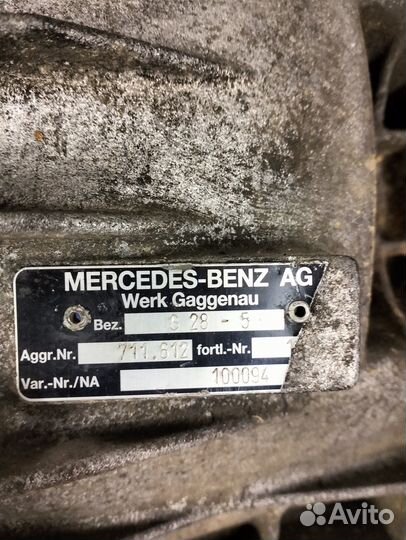 MERCEDES-BENZ AG
Werk Gaggenau
Bez. G 28 - 5
Aggr.Nr. 711.612 fortl.-Nr. 1
Var.-Nr./NA 100094
Avito